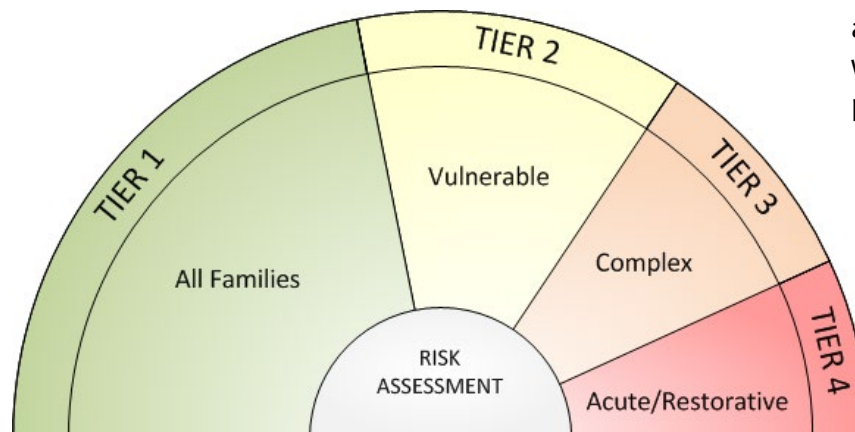 TIER 1
All Families
TIER 2
Vulnerable
TIER 3
Complex
TIER 4
Acute/Restorative
RISK
ASSESSMENT